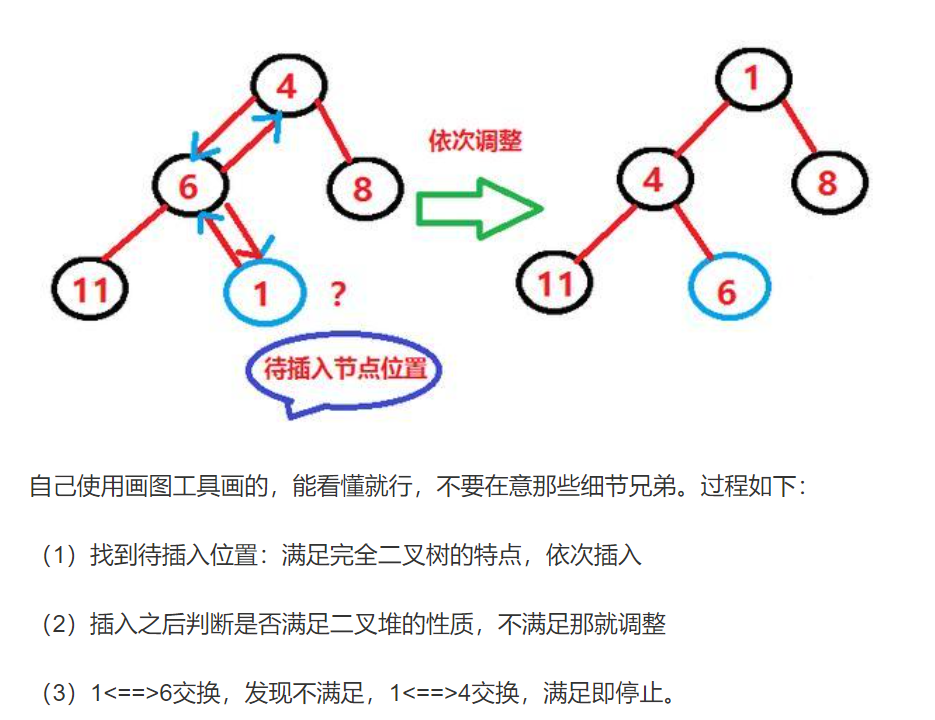 4
1
依次调整
6
8
4
8
11
1
?
11
6
待插入节点位置
自己使用画图工具画的，能看懂就行，不要在意那些细节兄弟。过程如下：
（1）找到待插入位置：满足完全二叉树的特点，依次插入
（2）插入之后判断是否满足二叉堆的性质，不满足那就调整
（3）1<==>6交换，发现不满足，1<==>4交换，满足即停止。